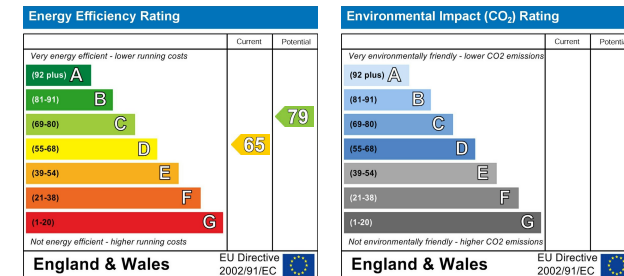 Energy Efficiency Rating
Current Potential
Very energy efficient - lower running costs
(92 plus) A
(81-91) B
(69-80) C
79
(55-68) D
65
(39-54) E
(21-38) F
(1-20) G
Not energy efficient - higher running costs
England & Wales
EU Directive
2002/91/EC
Environmental Impact (CO₂) Rating
Current Potential
Very environmentally friendly - lower CO2 emissions
(92 plus) A
(81-91) B
(69-80) C
(55-68) D
(39-54) E
(21-38) F
(1-20) G
Not environmentally friendly - higher CO2 emissions
England & Wales
EU Directive
2002/91/EC